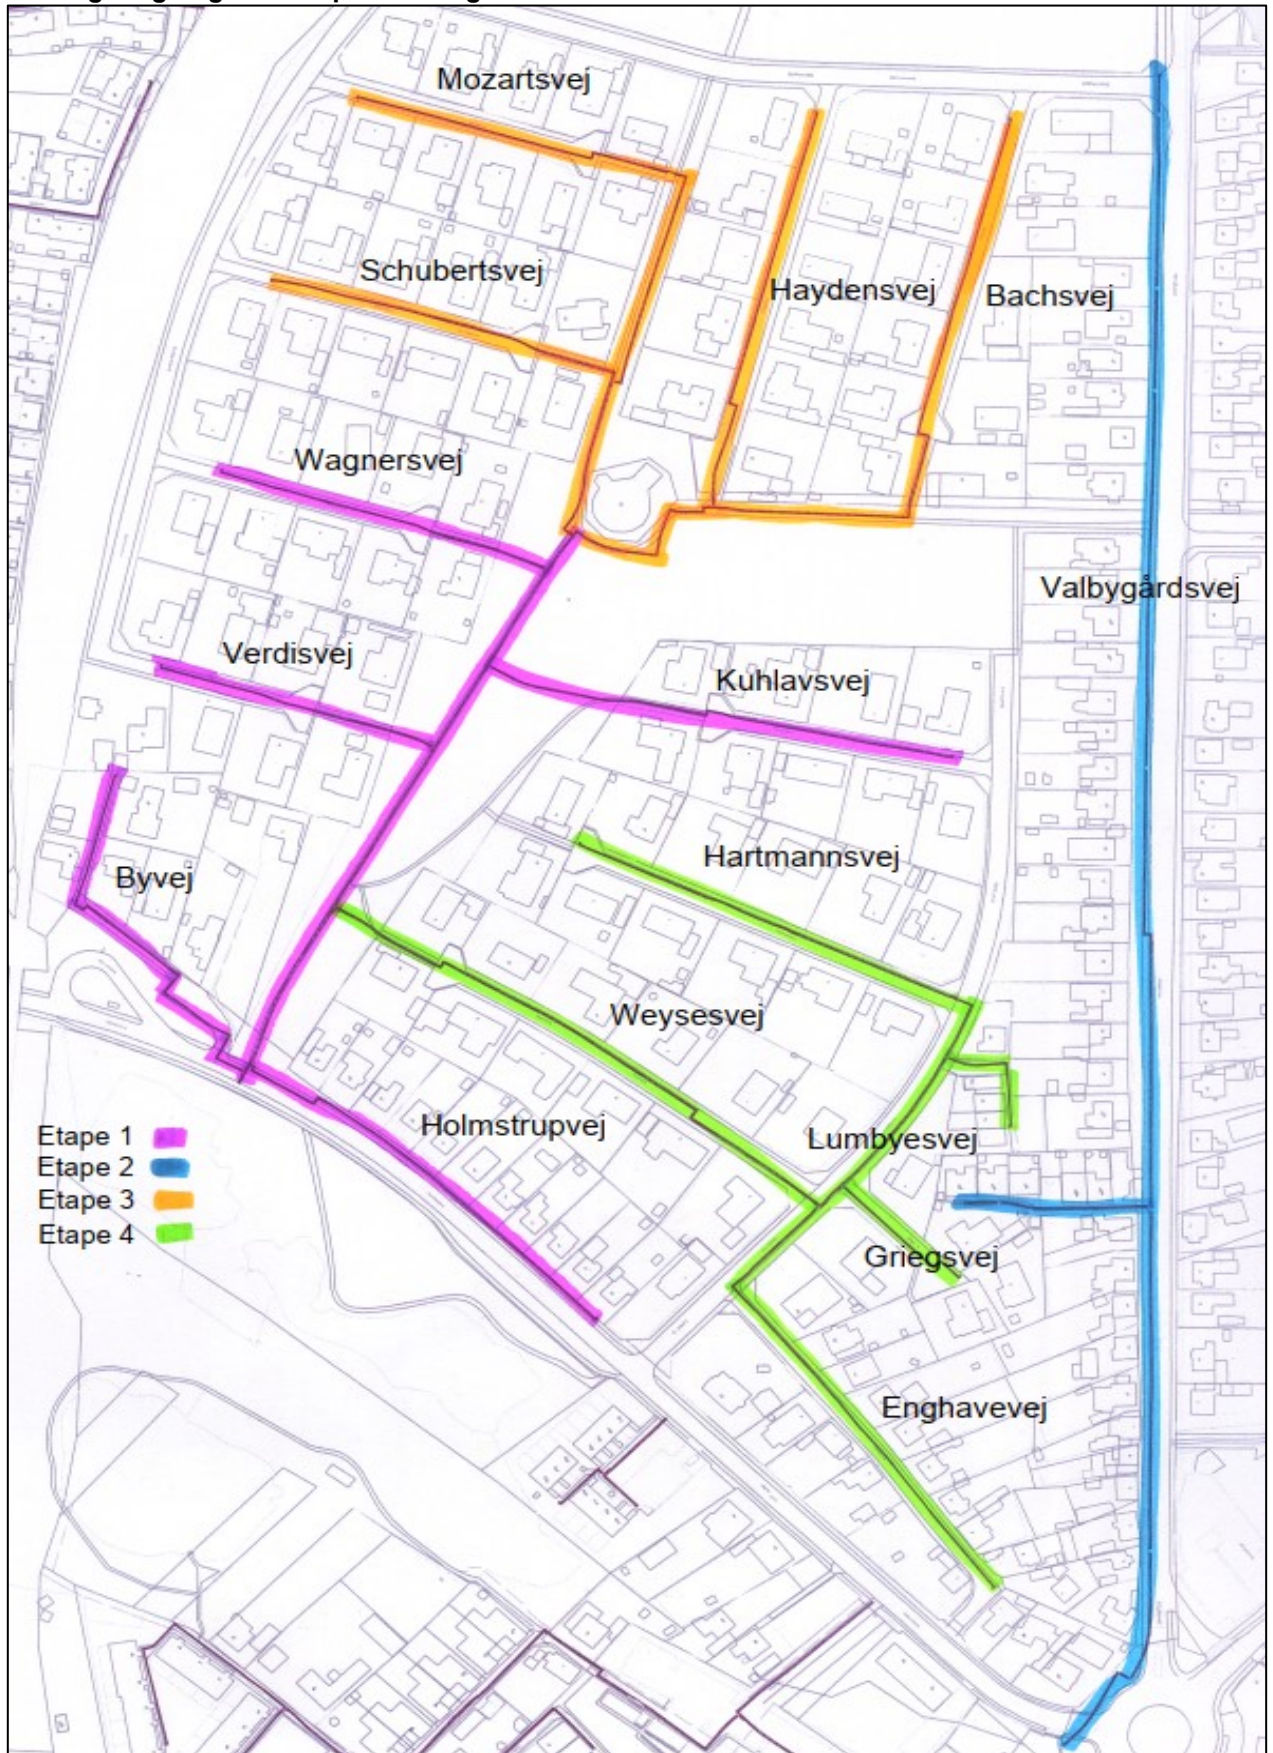 Mozartsvej
Schubertsvej
Haydensvej
Bachsvej
Wagnersvej
Valbygårdsvej
Verdisvej
Kuhlavsvej
Hartmannsvej
Byvej
Weysesvej
Holmstrupvej
Lumbyesvej
Etape 1
Etape 2
Etape 3
Etape 4
Griegsvej
Enghavevej